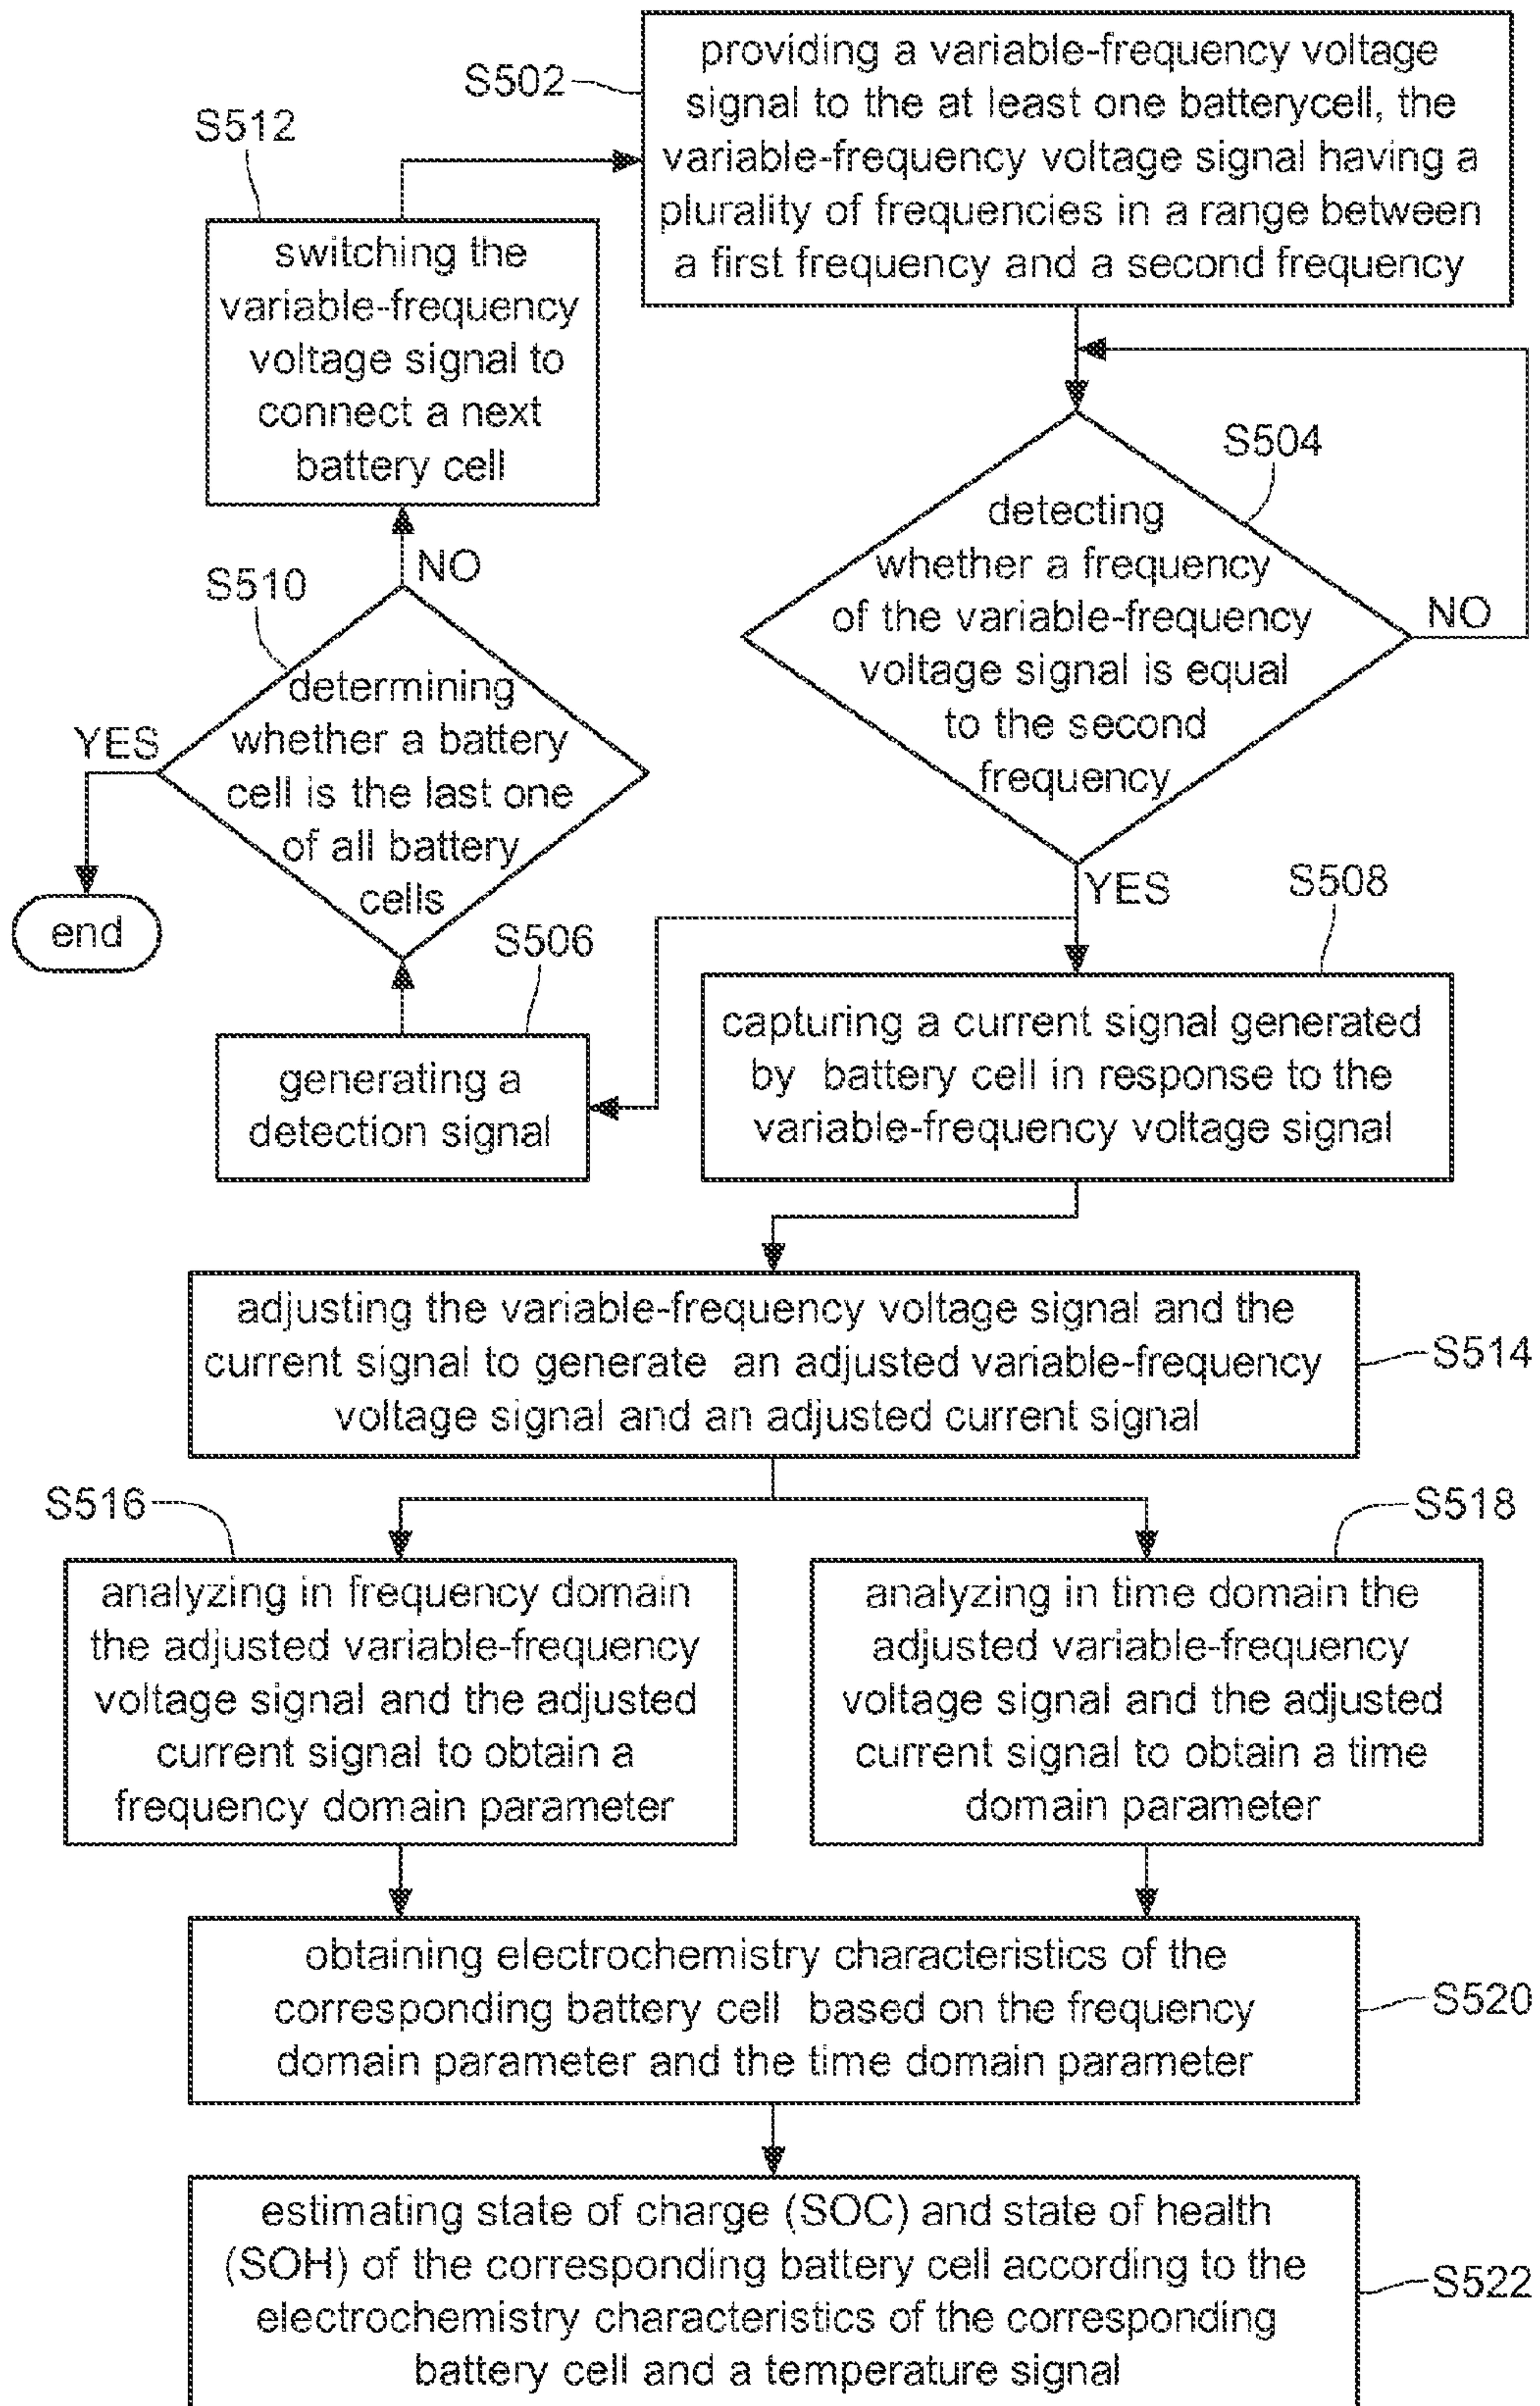 S502
providing a variable-frequency voltage
signal to the at least one batterycell, the
variable-frequency voltage signal having a
plurality of frequencies in a range between
a first frequency and a second frequency
S512
switching the
variable-frequency
voltage signal to
connect a next
battery cell
S504
detecting
whether a frequency
of the variable-frequency
voltage signal is equal
to the second
frequency
NO
YES
S510
NO
determining
whether a battery
cell is the last one
of all battery
cells
YES
end
S506
generating a
detection signal
S508
capturing a current signal generated
by battery cell in response to the
variable-frequency voltage signal
adjusting the variable-frequency voltage signal and the
current signal to generate an adjusted variable-frequency
voltage signal and an adjusted current signal
S514
S516
analyzing in frequency domain
the adjusted variable-frequency
voltage signal and the adjusted
current signal to obtain a
frequency domain parameter
S518
analyzing in time domain the
adjusted variable-frequency
voltage signal and the adjusted
current signal to obtain a time
domain parameter
obtaining electrochemistry characteristics of the
corresponding battery cell based on the frequency
domain parameter and the time domain parameter
S520
estimating state of charge (SOC) and state of health
(SOH) of the corresponding battery cell according to the
electrochemistry characteristics of the corresponding
battery cell and a temperature signal
S522